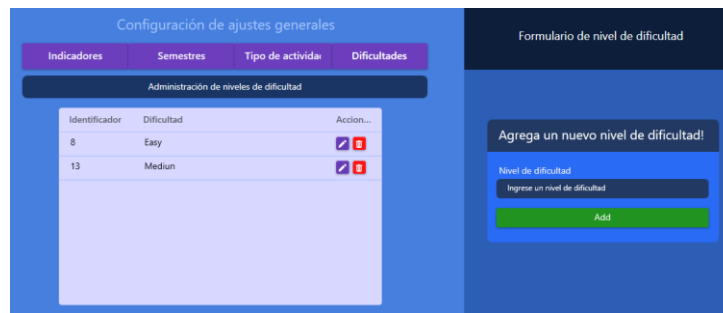 Configuración de ajustes generales
Indicadores Semestres Tipo de activida Dificultades
Administración de niveles de dificultad
Identificador Dificultad Accion...
8 Easy
13 Mediun
Formulario de nivel de dificultad
Agrega un nuevo nivel de dificultad!
Nivel de dificultad
Ingrese un nivel de dificultad
Add